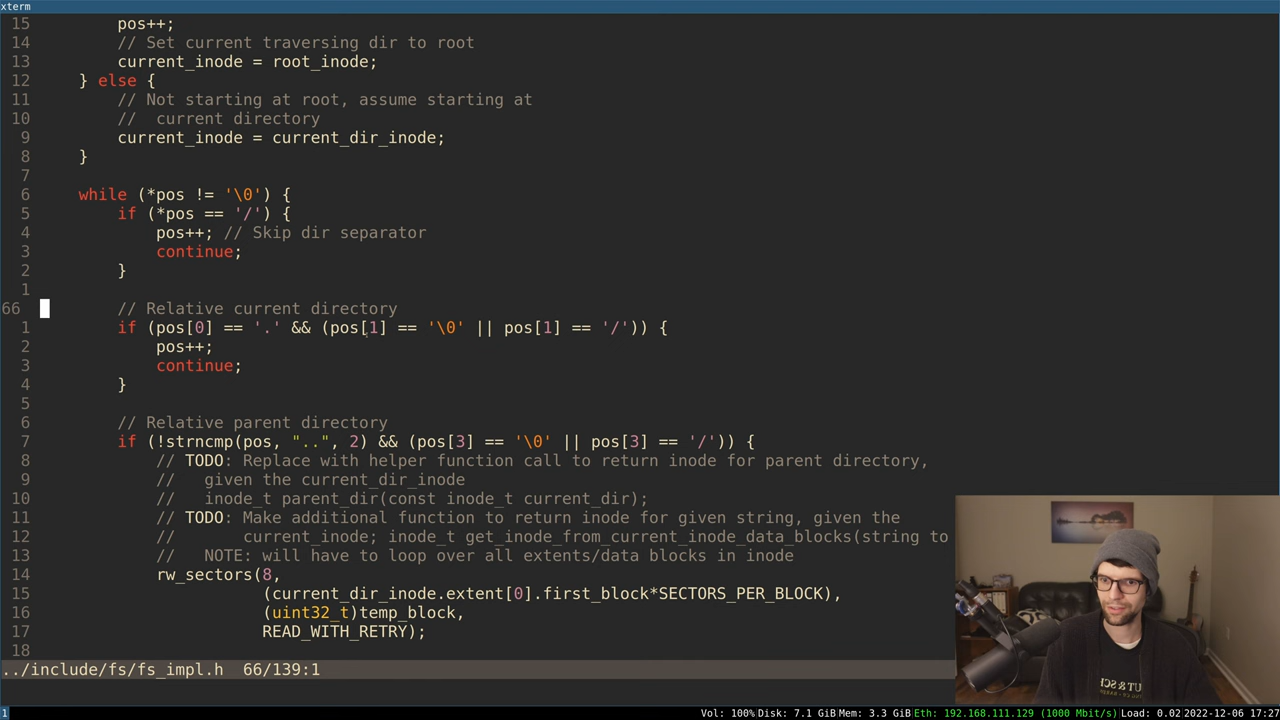 xterm
15 pos++;
14 // Set current traversing dir to root
13 current_inode = root_inode;
12 } else {
11 // Not starting at root, assume starting at
10 //  current directory
9 current_inode = current_dir_inode;
8 }
7
6 while (*pos != '\0') {
5 if (*pos == '/') {
4 pos++; // Skip dir separator
3 continue;
2 }
1
66 // Relative current directory
1 if (pos[0] == '.' && (pos[1] == '\0' || pos[1] == '/')) {
2 pos++;
3 continue;
4 }
5
6 // Relative parent directory
7 if (!strncmp(pos, "..", 2) && (pos[3] == '\0' || pos[3] == '/')) {
8 // TODO: Replace with helper function call to return inode for parent directory,
9 //   given the current_dir_inode
10 //   inode_t parent_dir(const inode_t current_dir);
11 // TODO: Make additional function to return inode for given string, given the
12 //       current_inode; inode_t get_inode_from_current_inode_data_blocks(string to
13 //   NOTE: will have to loop over all extents/data blocks in inode
14 rw_sectors(8,
15 (current_dir_inode.extent[0].first_block*SECTORS_PER_BLOCK),
16 (uint32_t)temp_block,
17 READ_WITH_RETRY);
18
../include/fs/fs_impl.h 66/139:1
1 Vol: 100% Disk: 7.1 GiB Mem: 3.3 GiB Eth: 192.168.111.129 (1000 Mbit/s) Load: 0.02 2022-12-06 17:27